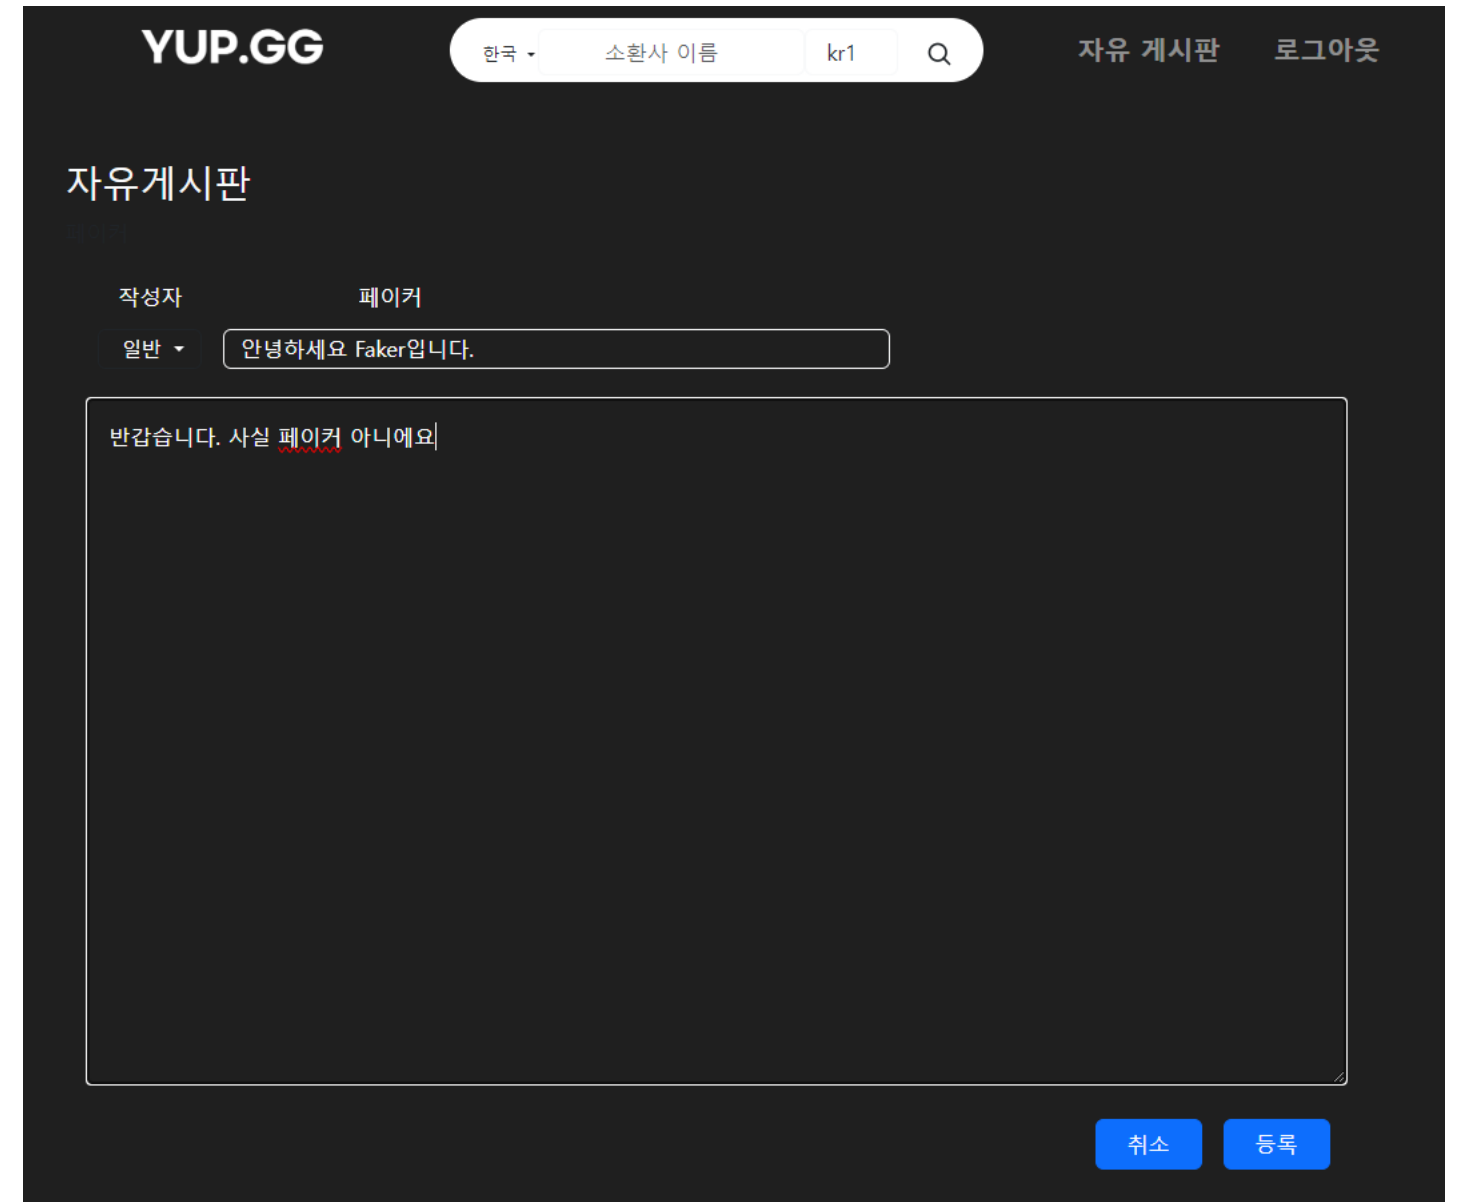 YUP.GG 한국 소환사 이름 kr1 자유 게시판 로그아웃
자유게시판
페이커
작성자 페이커
일반 안녕하세요 Faker입니다.
반갑습니다. 사실 페이커 아니에요
취소 등록